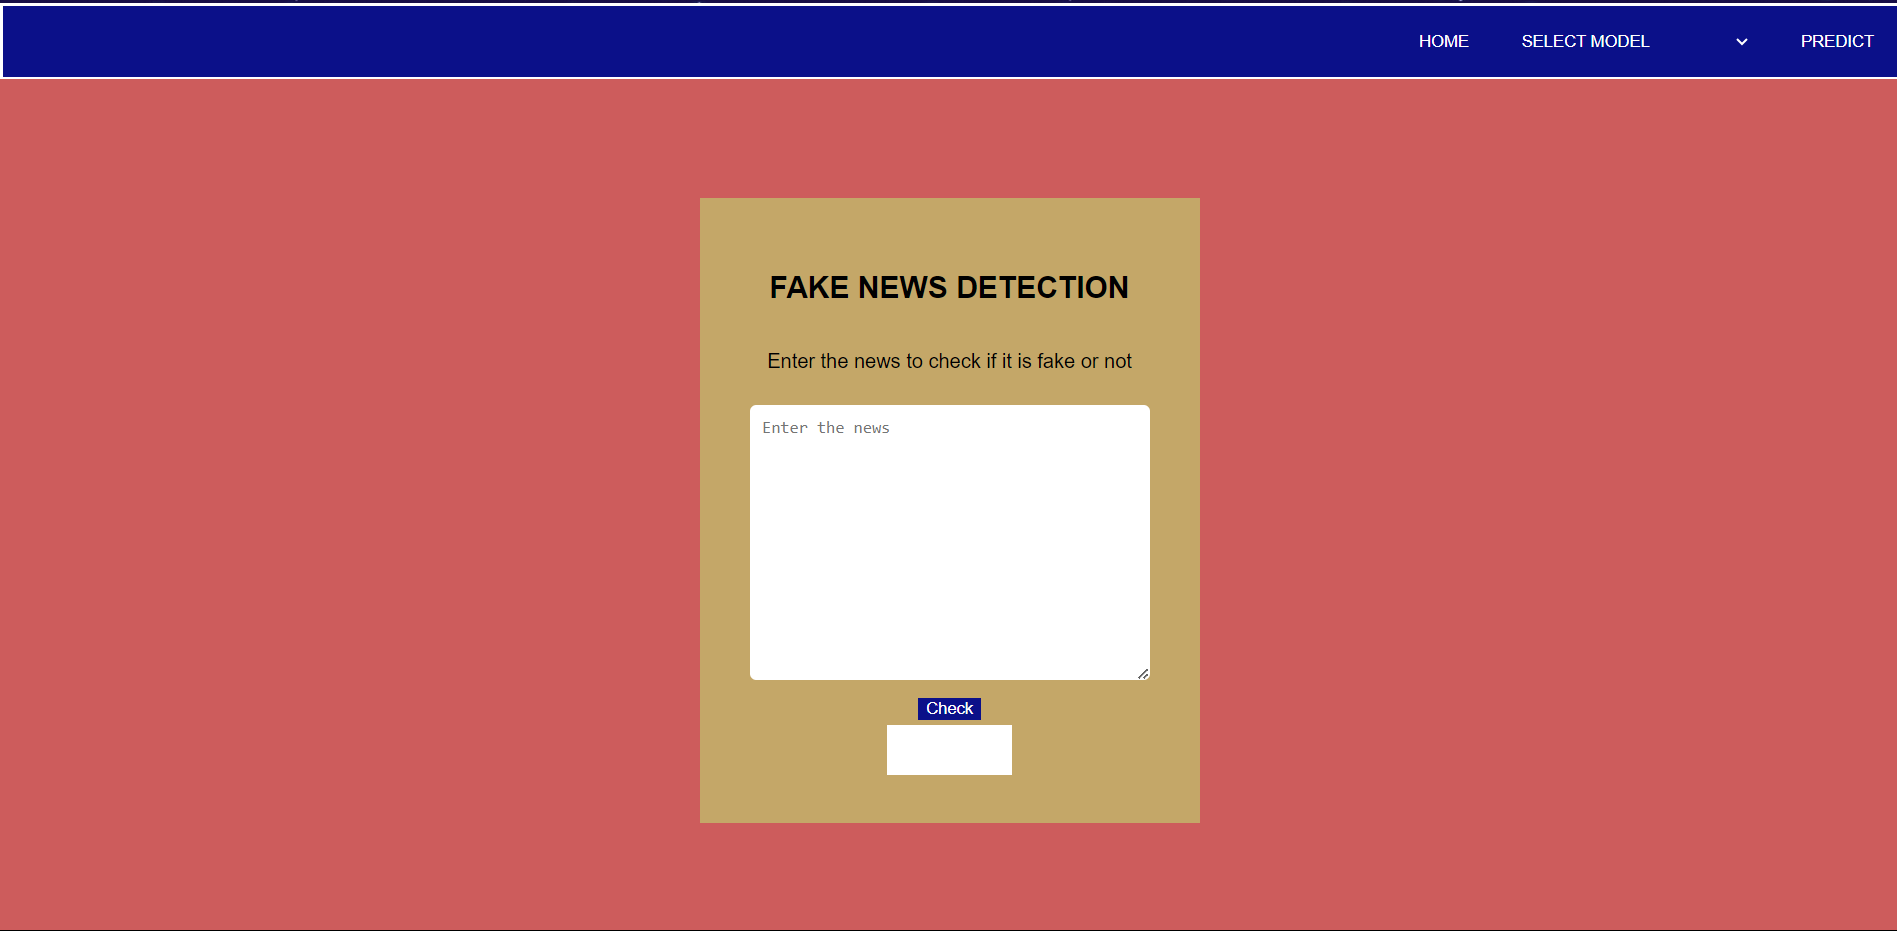 HOME SELECT MODEL PREDICT
FAKE NEWS DETECTION
Enter the news to check if it is fake or not
Enter the news
Check